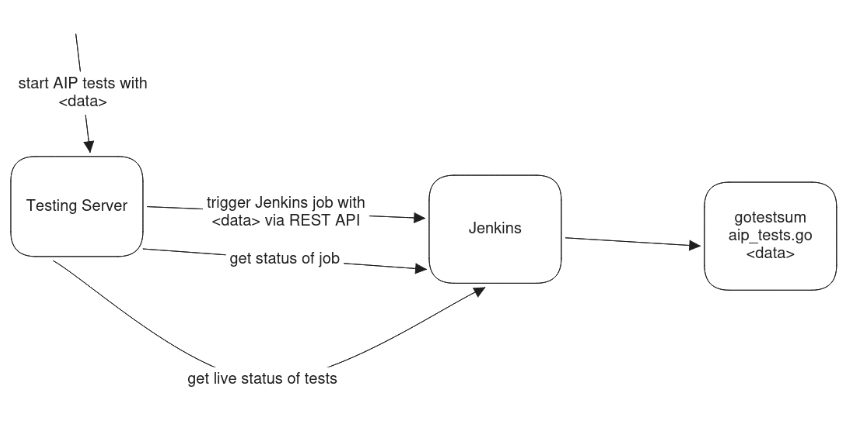 start AIP tests with
<data>
Testing Server
trigger Jenkins job with
<data> via REST API
get status of job
Jenkins
gotestsum
aip_tests.go
<data>
get live status of tests